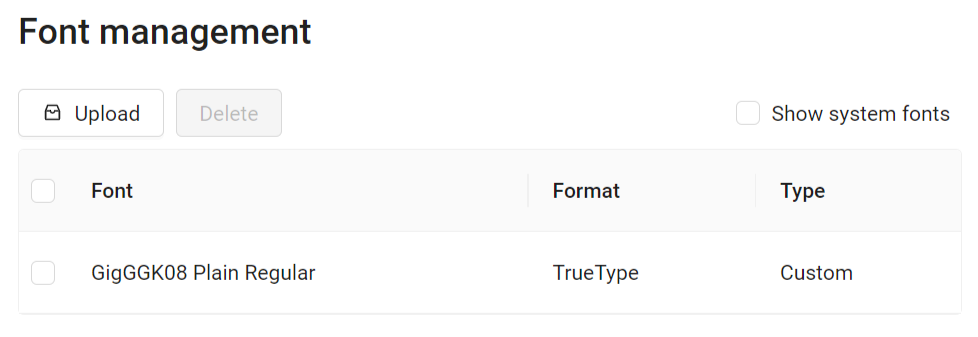 Font management
Upload Delete Show system fonts
Font Format Type
GigGGK08 Plain Regular TrueType Custom